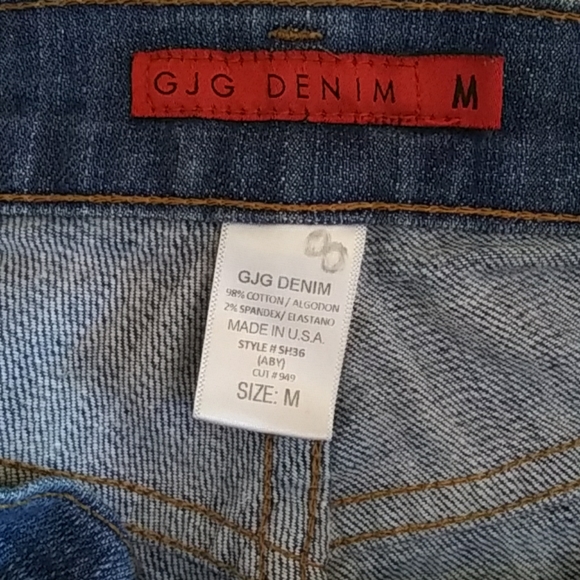 GJG DENIM M
GJG DENIM
98% COTTON / ALGODON
2% SPANDEX/ ELASTANO
MADE IN U.S.A.
STYLE # SH36
(ABY)
CUT # 949
SIZE: M